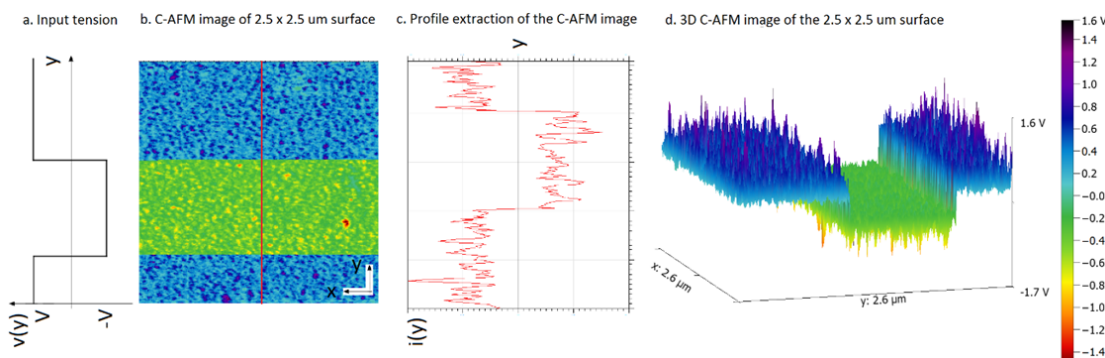 a. Input tension
b. C-AFM image of 2.5 x 2.5 um surface
c. Profile extraction of the C-AFM image
d. 3D C-AFM image of the 2.5 x 2.5 um surface
y
v(y)
V
-V
y
x
y
i(y)
1.6 V
-1.7 V
x: 2.6 µm
y: 2.6 µm
1.6 V
1.4
1.2
1.0
0.8
0.6
0.4
0.2
-0.0
-0.2
-0.4
-0.6
-0.8
-1.0
-1.2
-1.4